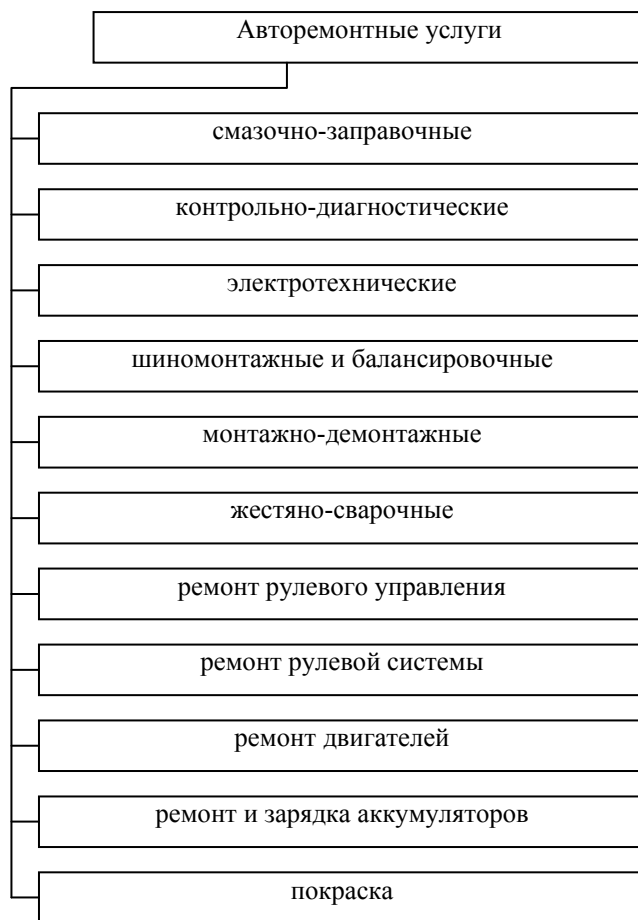 Авторемонтные услуги
смазочно-заправочные
контрольно-диагностические
электротехнические
шиномонтажные и балансировочные
монтажно-демонтажные
жестяно-сварочные
ремонт рулевого управления
ремонт рулевой системы
ремонт двигателей
ремонт и зарядка аккумуляторов
покраска